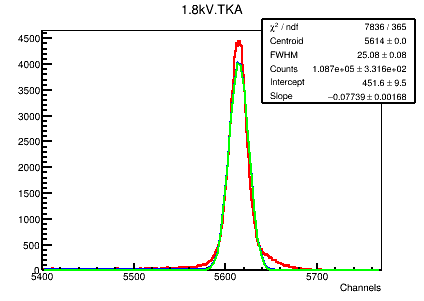 1.8kV.TKA
χ² / ndf 7836 / 365
Centroid 5614 ± 0.0
FWHM 25.08 ± 0.08
Counts 1.087e+05 ± 3.316e+02
Intercept 451.6 ± 9.5
Slope −0.07739 ± 0.00168
4500
4000
3500
3000
2500
2000
1500
1000
500
0
5400 5500 5600 5700
Channels